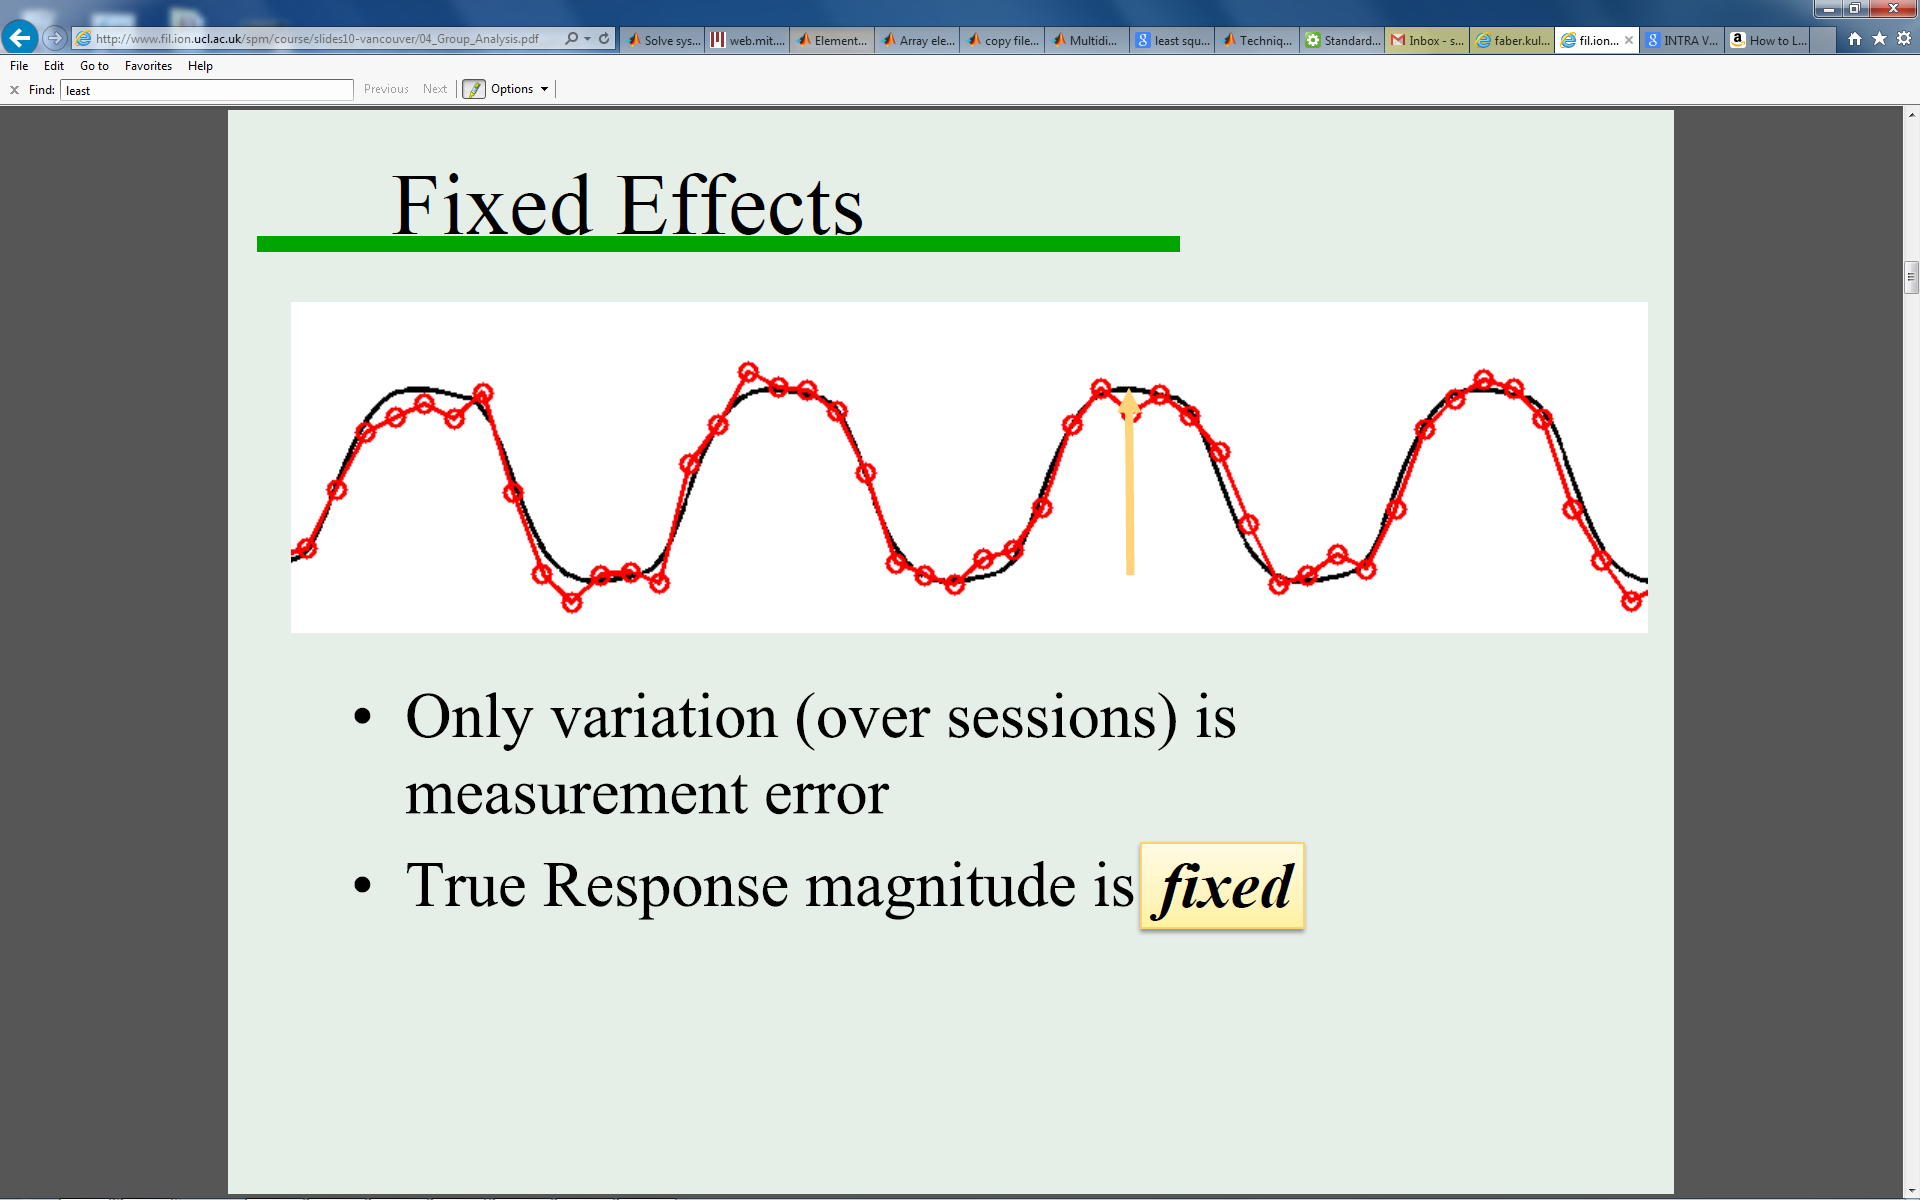 http://www.fil.ion.ucl.ac.uk/spm/course/slides10-vancouver/04_Group_Analysis.pdf
Solve sys...
web.mit....
Element...
Array ele...
copy file...
Multidi...
least squ...
Techniq...
Standard...
Inbox - s...
faber.kul...
fil.ion...
INTRA V...
How to L...
File Edit Go to Favorites Help
Find: least Previous Next Options
Fixed Effects
• Only variation (over sessions) is
measurement error
• True Response magnitude is fixed